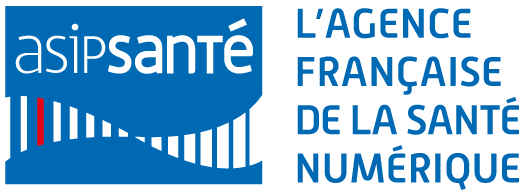 asipsanté
L'AGENCE
FRANÇAISE
DE LA SANTÉ
NUMÉRIQUE